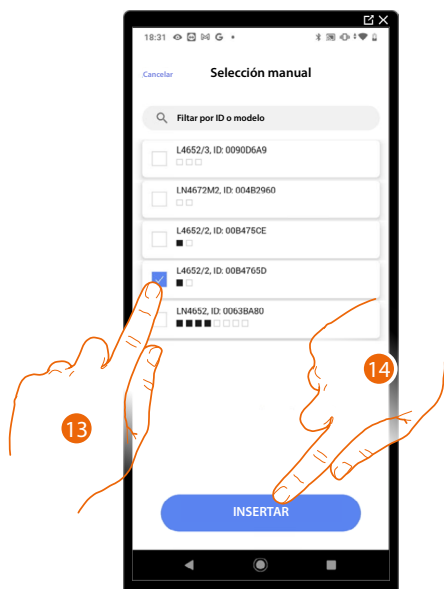 18:31 G
Cancelar Selección manual
Filtar por ID o modelo
L4652/3, ID: 0090D6A9
LN4672M2, ID: 004B2960
L4652/2, ID: 00B475CE
L4652/2, ID: 00B4765D
LN4652, ID: 0063BA80
14
13
INSERTAR